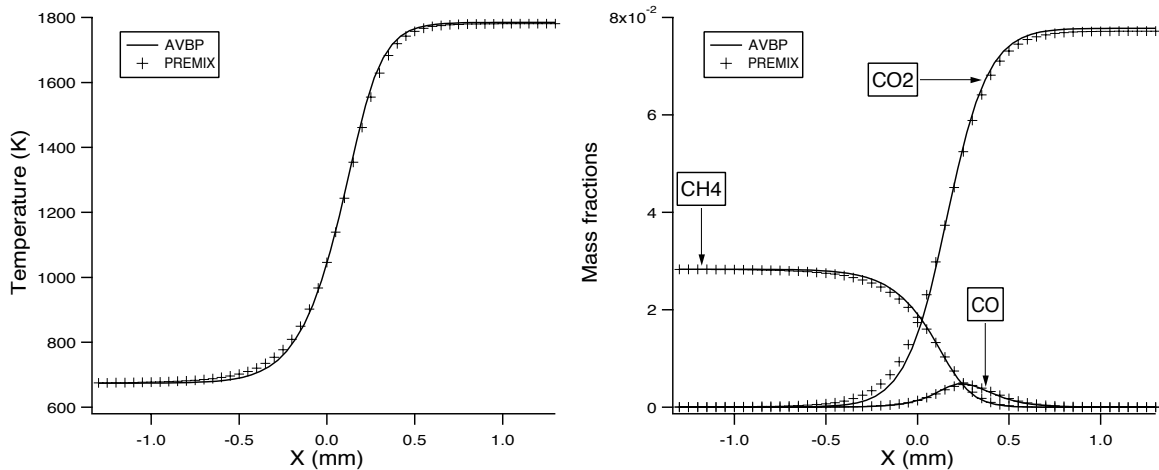 1800
1600
1400
1200
1000
800
600
Temperature (K)
-1.0
-0.5
0.0
0.5
1.0
X (mm)
AVBP
PREMIX
8x10-2
6
4
2
0
Mass fractions
-1.0
-0.5
0.0
0.5
1.0
X (mm)
AVBP
PREMIX
CO2
CH4
CO